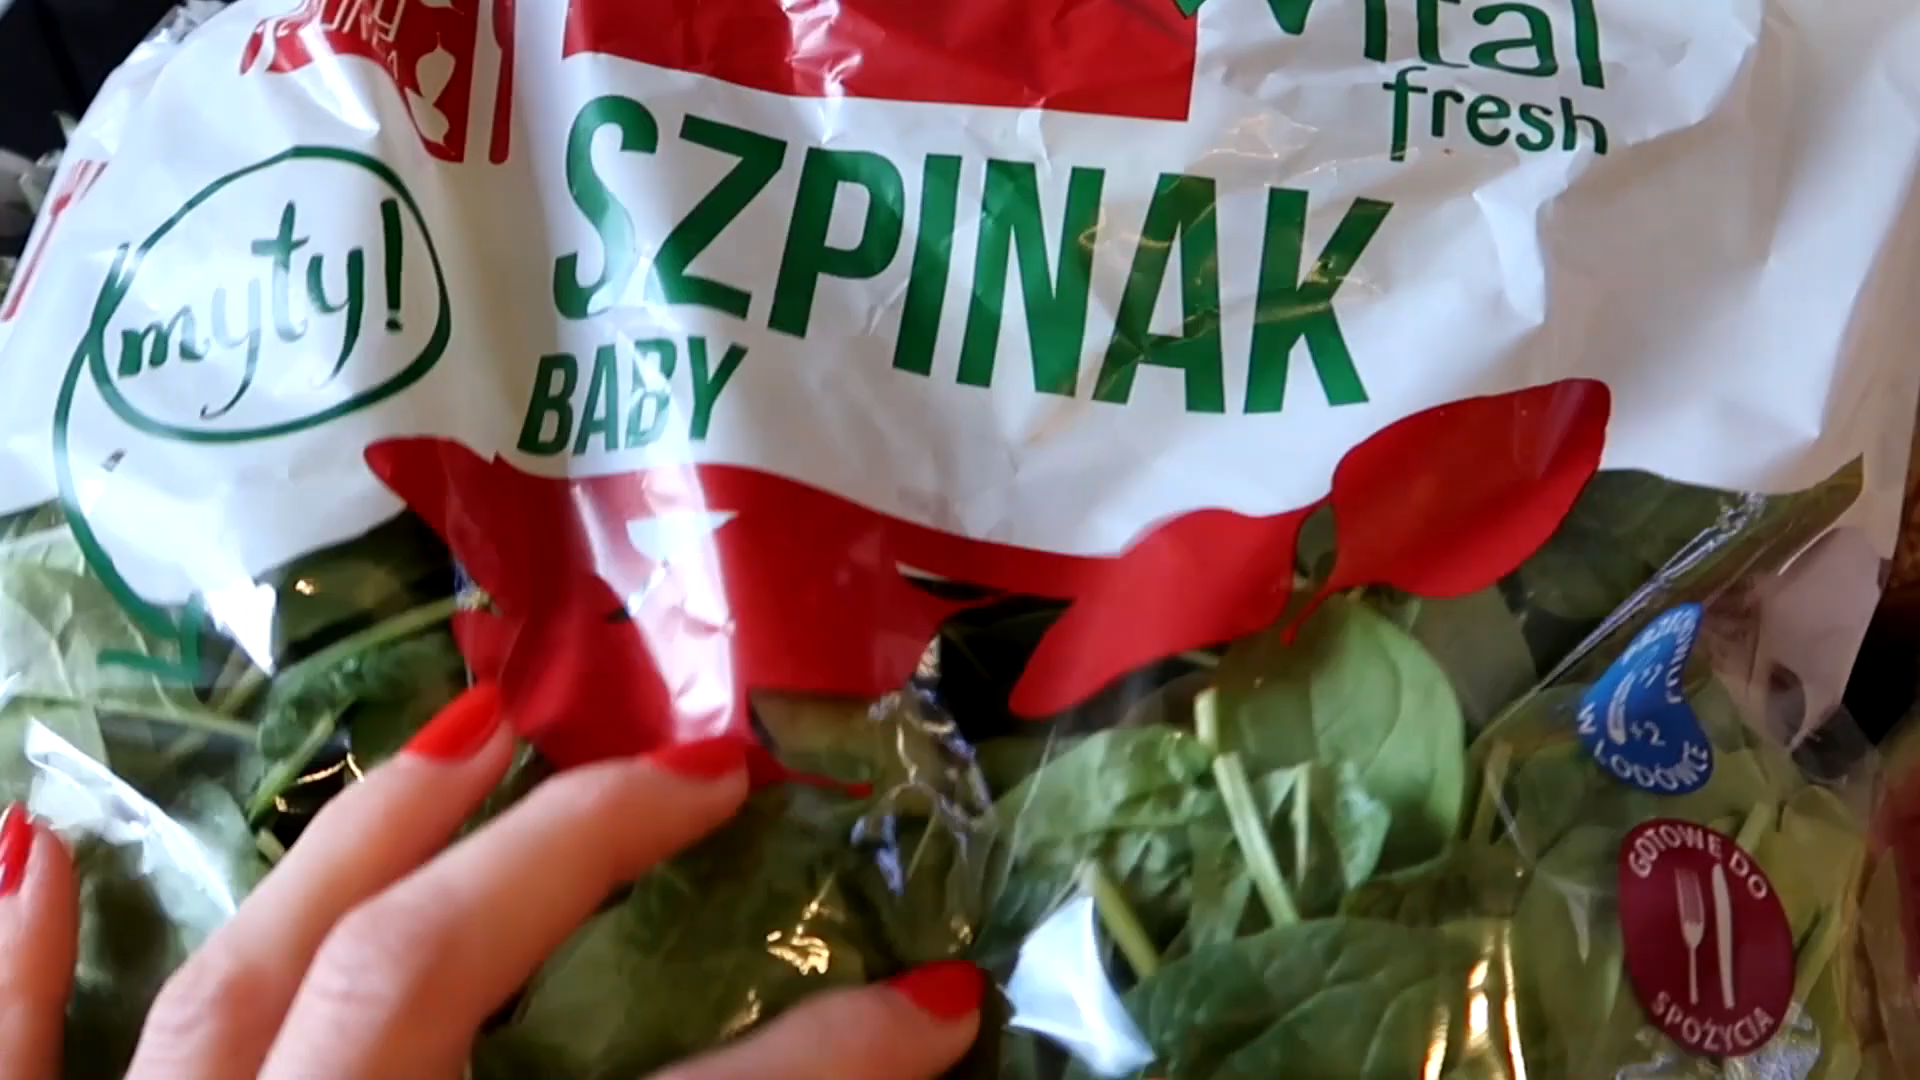 Vital
fresh
myty!
SZPINAK
BABY
W LODÓWCE
GOTOWE DO
SPOŻYCIA